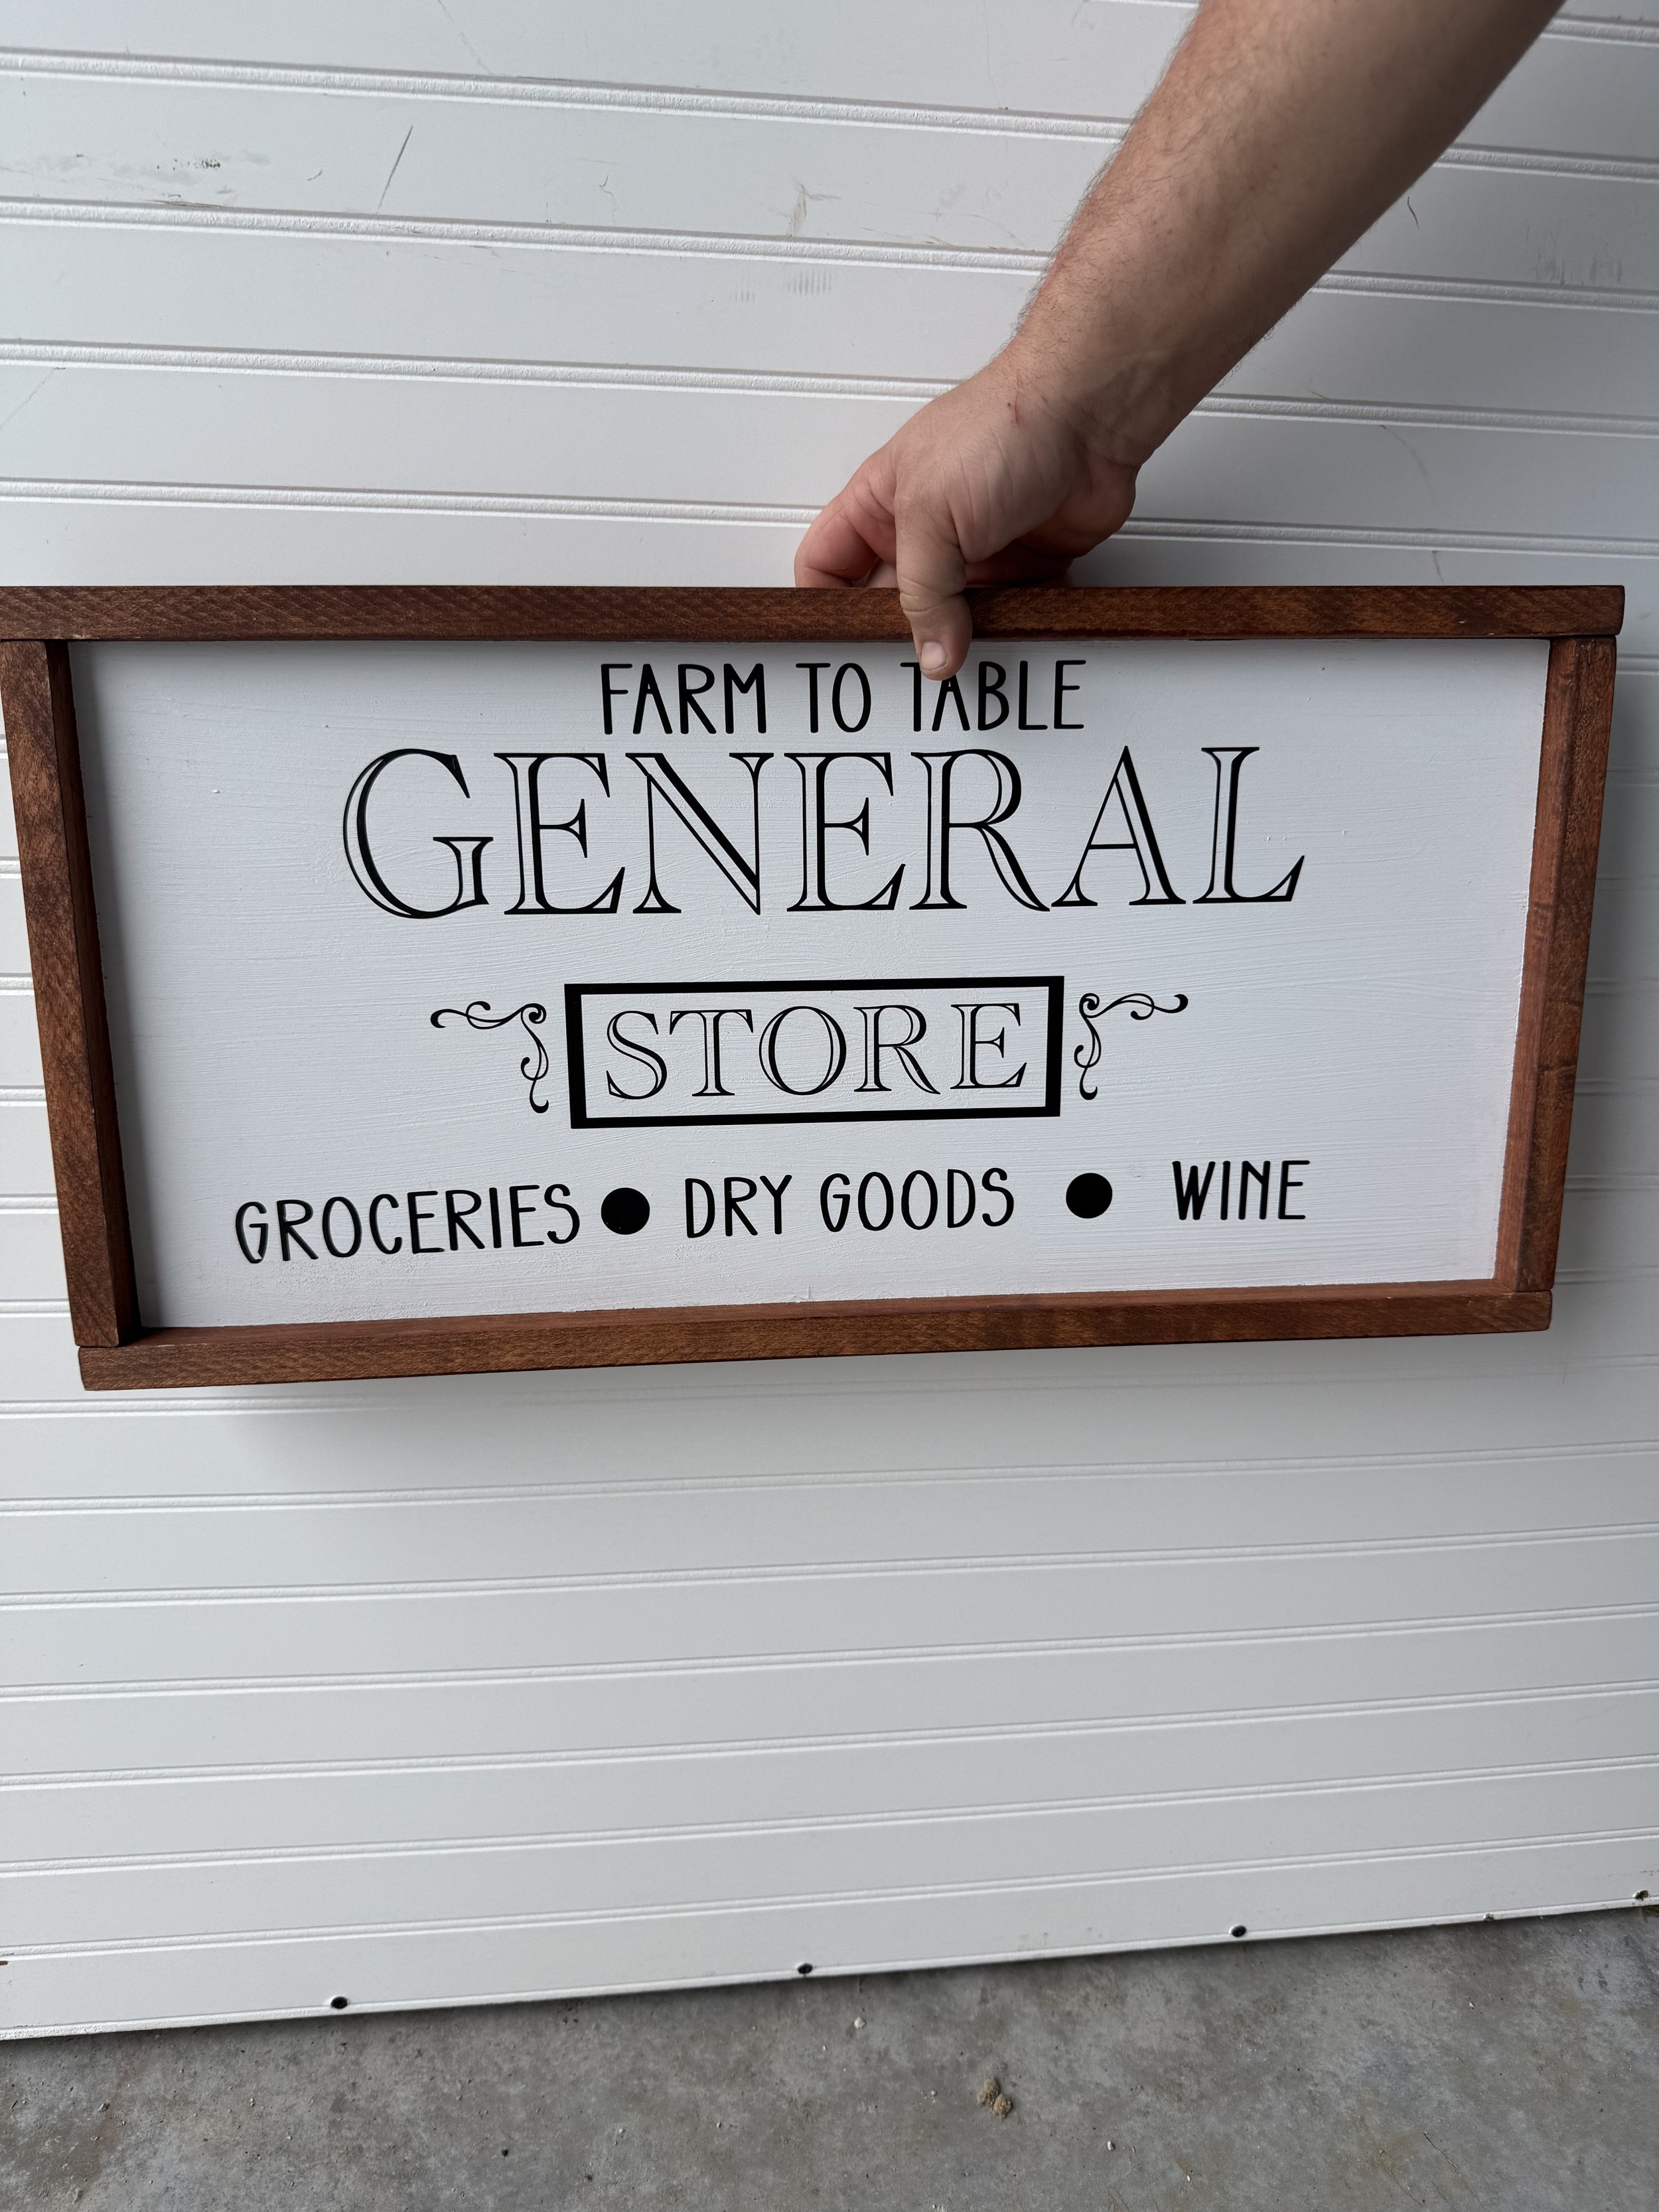 FARM TO TABLE
GENERAL
STORE
GROCERIES ● DRY GOODS ● WINE